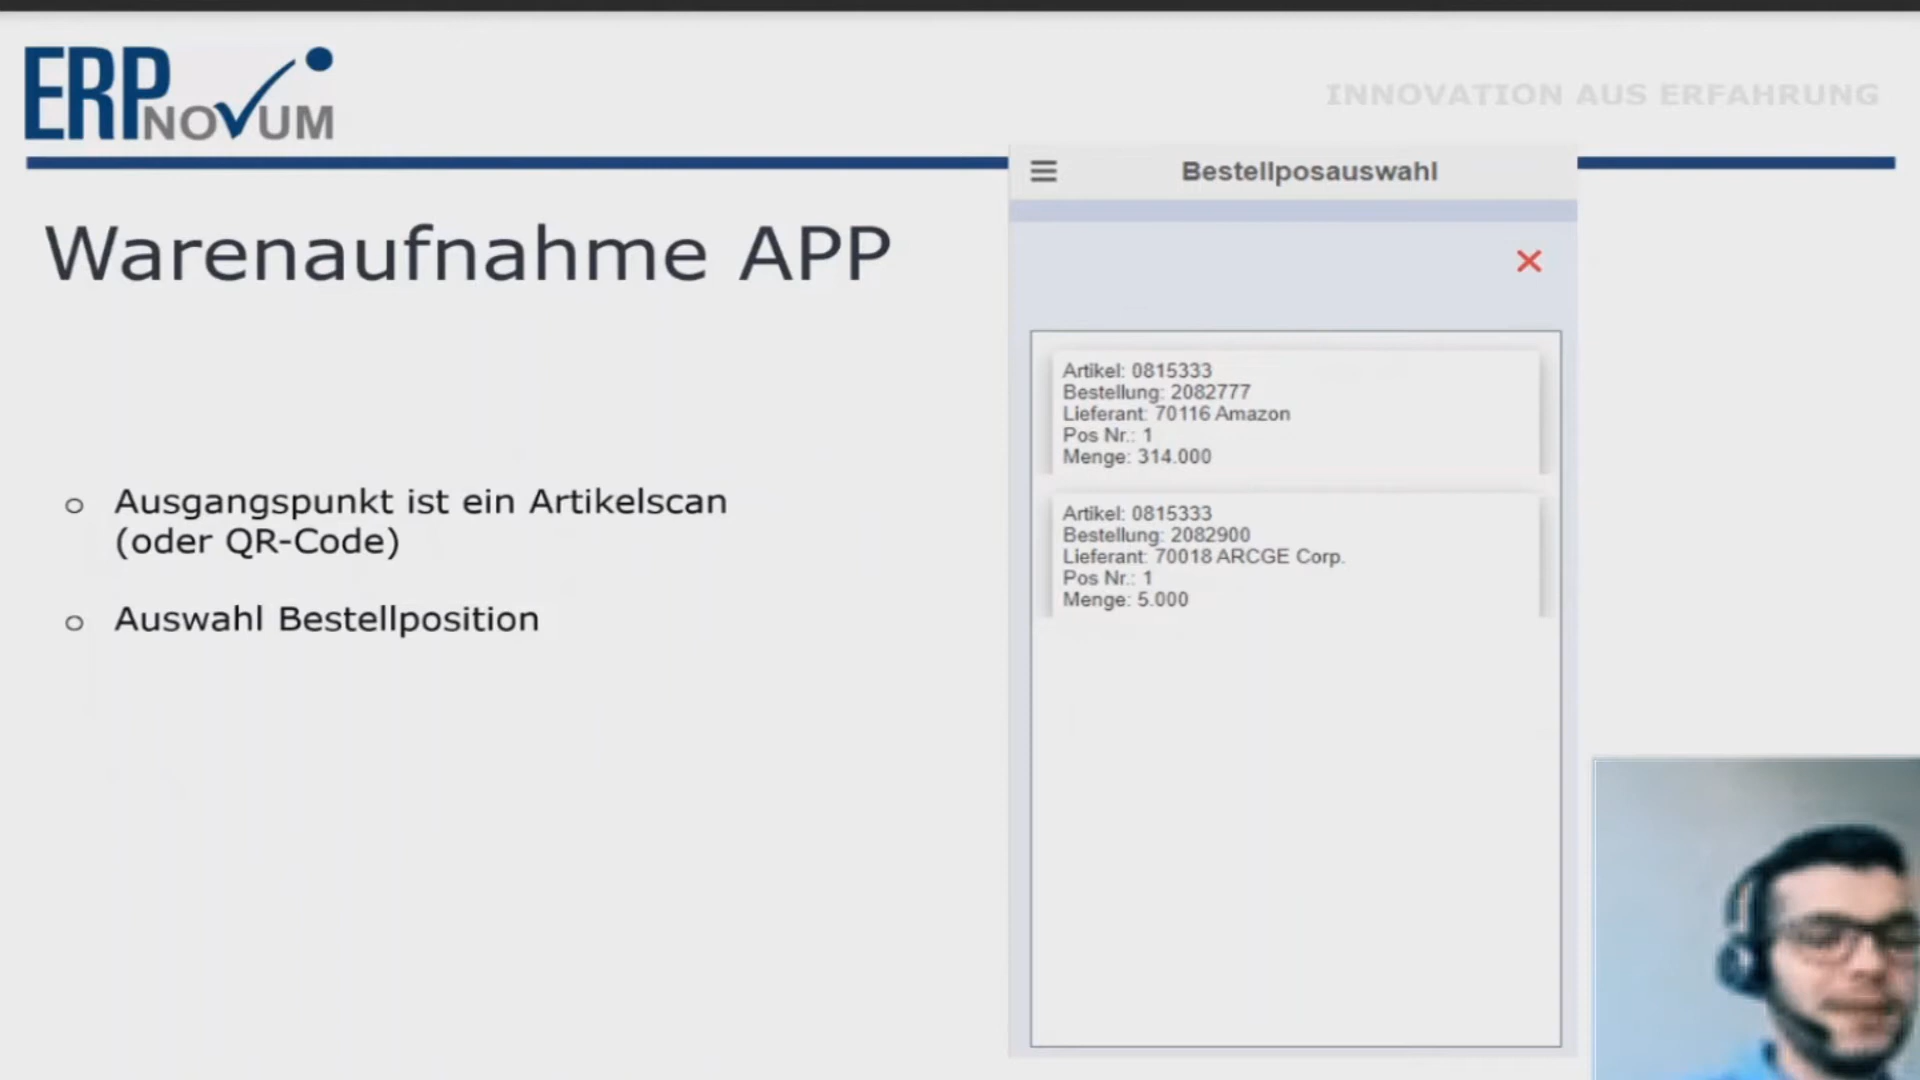 ERP NOVUM
INNOVATION AUS ERFAHRUNG
Warenaufnahme APP
o Ausgangspunkt ist ein Artikelscan
(oder QR-Code)
o Auswahl Bestellposition
Bestellposauswahl
Artikel: 0815333
Bestellung: 2082777
Lieferant: 70116 Amazon
Pos Nr.: 1
Menge: 314.000
Artikel: 0815333
Bestellung: 2082900
Lieferant: 70018 ARCGE Corp.
Pos Nr.: 1
Menge: 5.000